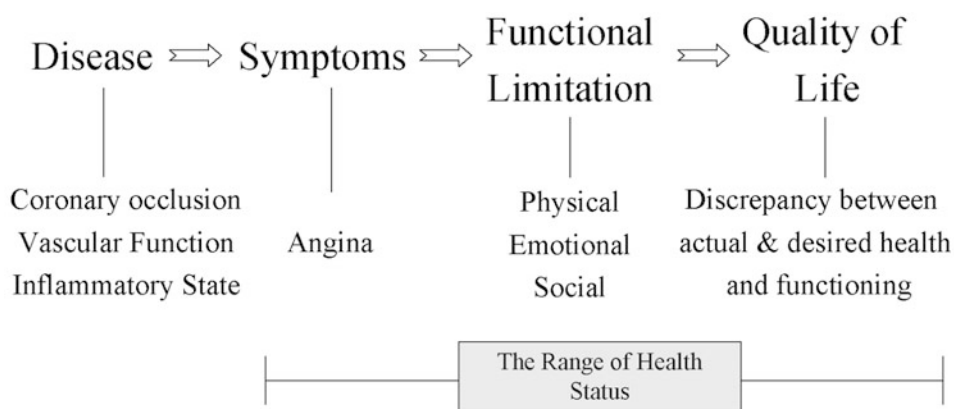 Disease
Symptoms
Functional
Limitation
Quality of
Life
Coronary occlusion
Vascular Function
Inflammatory State
Angina
Physical
Emotional
Social
Discrepancy between
actual & desired health
and functioning
The Range of Health
Status